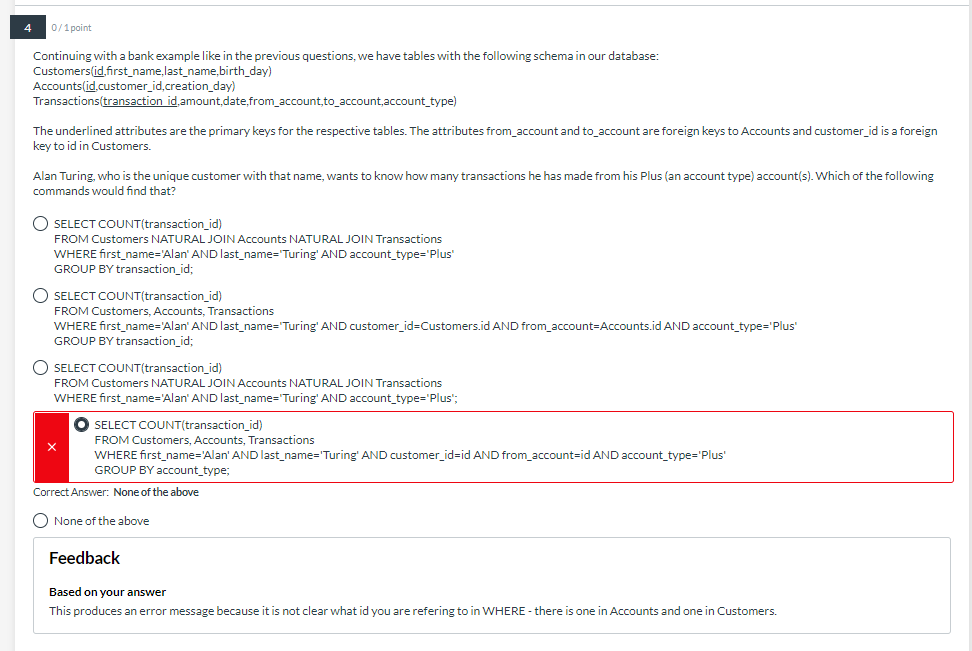 4
0 / 1 point
Continuing with a bank example like in the previous questions, we have tables with the following schema in our database:
Customers(id,first_name,last_name,birth_day)
Accounts(id,customer_id,creation_day)
Transactions(transaction_id,amount,date,from_account,to_account,account_type)
The underlined attributes are the primary keys for the respective tables. The attributes from_account and to_account are foreign keys to Accounts and customer_id is a foreign
key to id in Customers.
Alan Turing, who is the unique customer with that name, wants to know how many transactions he has made from his Plus (an account type) account(s). Which of the following
commands would find that?
SELECT COUNT(transaction_id)
FROM Customers NATURAL JOIN Accounts NATURAL JOIN Transactions
WHERE first_name='Alan' AND last_name='Turing' AND account_type='Plus'
GROUP BY transaction_id;
SELECT COUNT(transaction_id)
FROM Customers, Accounts, Transactions
WHERE first_name='Alan' AND last_name='Turing' AND customer_id=Customers.id AND from_account=Accounts.id AND account_type='Plus'
GROUP BY transaction_id;
SELECT COUNT(transaction_id)
FROM Customers NATURAL JOIN Accounts NATURAL JOIN Transactions
WHERE first_name='Alan' AND last_name='Turing' AND account_type='Plus';
SELECT COUNT(transaction_id)
FROM Customers, Accounts, Transactions
WHERE first_name='Alan' AND last_name='Turing' AND customer_id=id AND from_account=id AND account_type='Plus'
GROUP BY account_type;
Correct Answer: None of the above
None of the above
Feedback
Based on your answer
This produces an error message because it is not clear what id you are refering to in WHERE - there is one in Accounts and one in Customers.